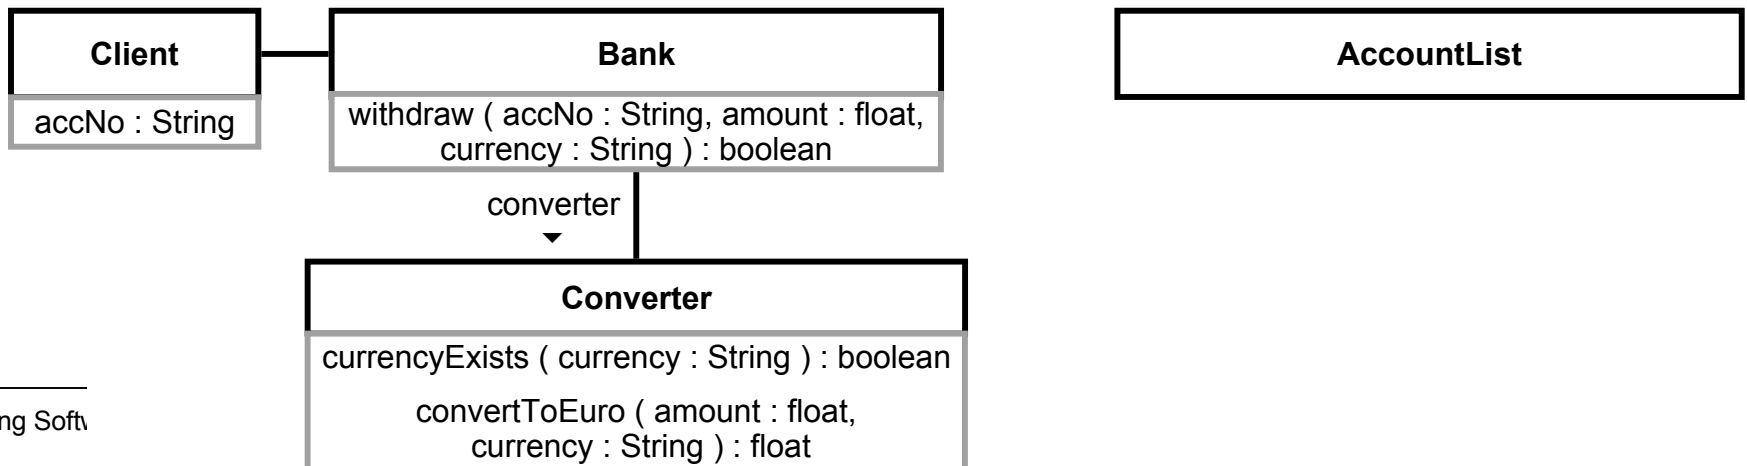 Client
Bank
AccountList
accNo : String
withdraw ( accNo : String, amount : float,
currency : String ) : boolean
converter
Converter
currencyExists ( currency : String ) : boolean
convertToEuro ( amount : float,
currency : String ) : float